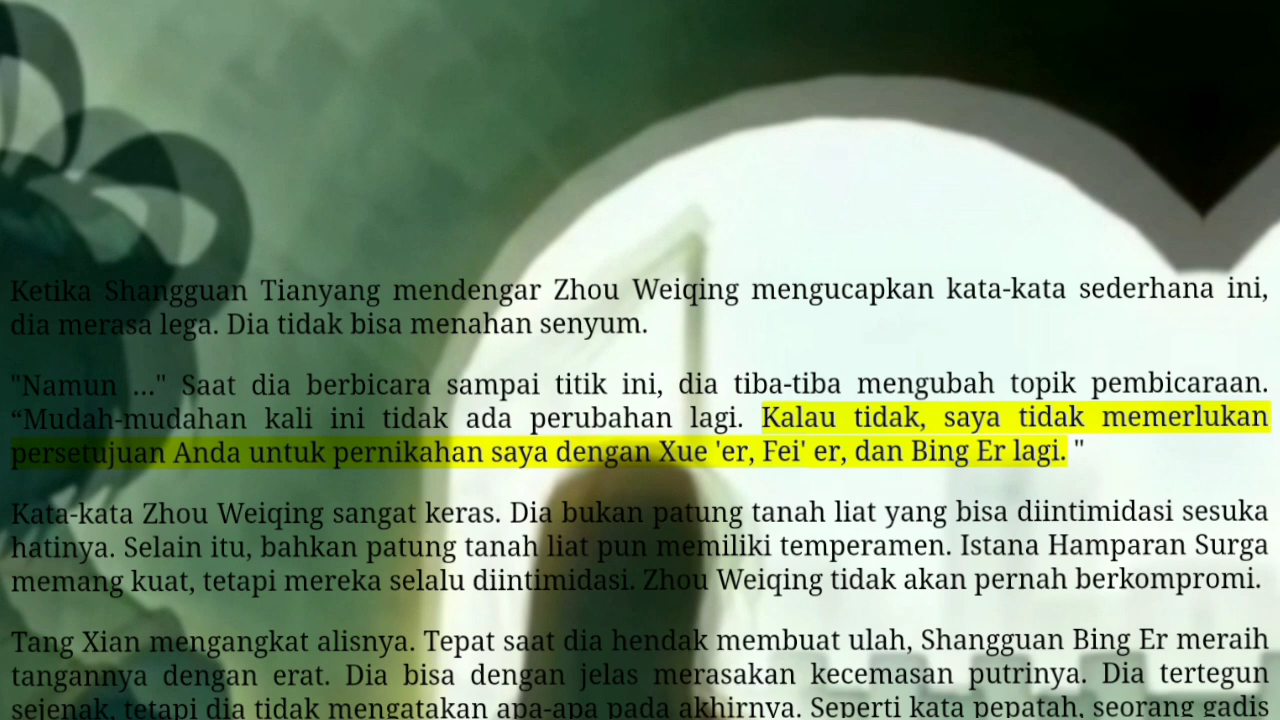 Ketika Shangguan Tianyang mendengar Zhou Weiqing mengucapkan kata-kata sederhana ini,
dia merasa lega. Dia tidak bisa menahan senyum.
"Namun ..." Saat dia berbicara sampai titik ini, dia tiba-tiba mengubah topik pembicaraan.
“Mudah-mudahan kali ini tidak ada perubahan lagi. Kalau tidak, saya tidak memerlukan
persetujuan Anda untuk pernikahan saya dengan Xue 'er, Fei' er, dan Bing Er lagi. "
Kata-kata Zhou Weiqing sangat keras. Dia bukan patung tanah liat yang bisa diintimidasi sesuka
hatinya. Selain itu, bahkan patung tanah liat pun memiliki temperamen. Istana Hamparan Surga
memang kuat, tetapi mereka selalu diintimidasi. Zhou Weiqing tidak akan pernah berkompromi.
Tang Xian mengangkat alisnya. Tepat saat dia hendak membuat ulah, Shangguan Bing Er meraih
tangannya dengan erat. Dia bisa dengan jelas merasakan kecemasan putrinya. Dia tertegun
sejenak, tetapi dia tidak mengatakan apa-apa pada akhirnya. Seperti kata pepatah, seorang gadis